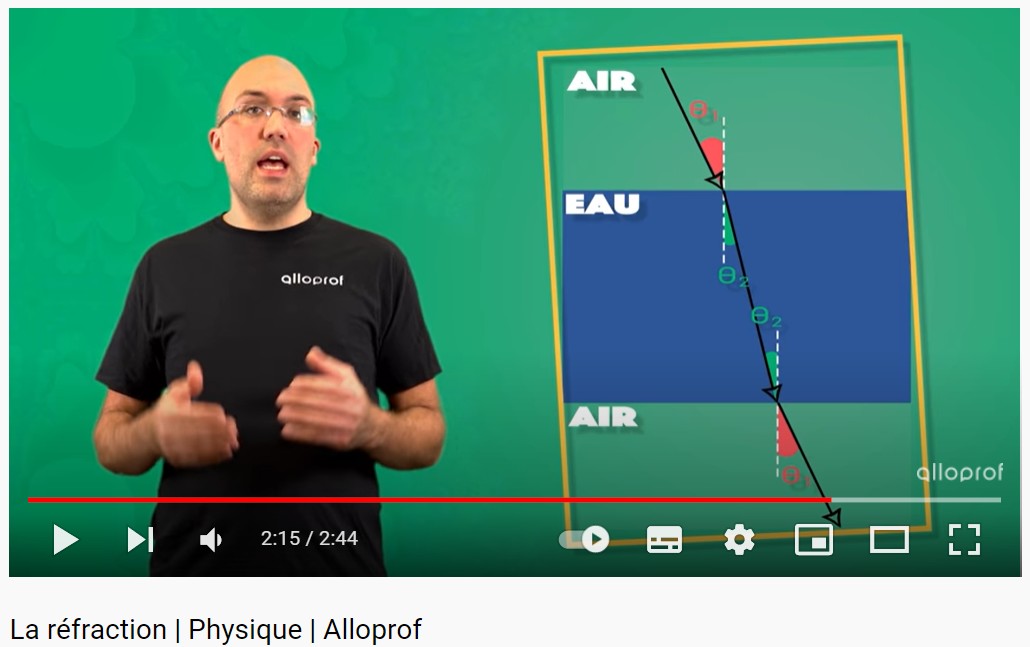 AIR
θ₁
EAU
alloprof
θ₂
θ₂
AIR
θ₁
alloprof
2:15 / 2:44
La réfraction | Physique | Alloprof